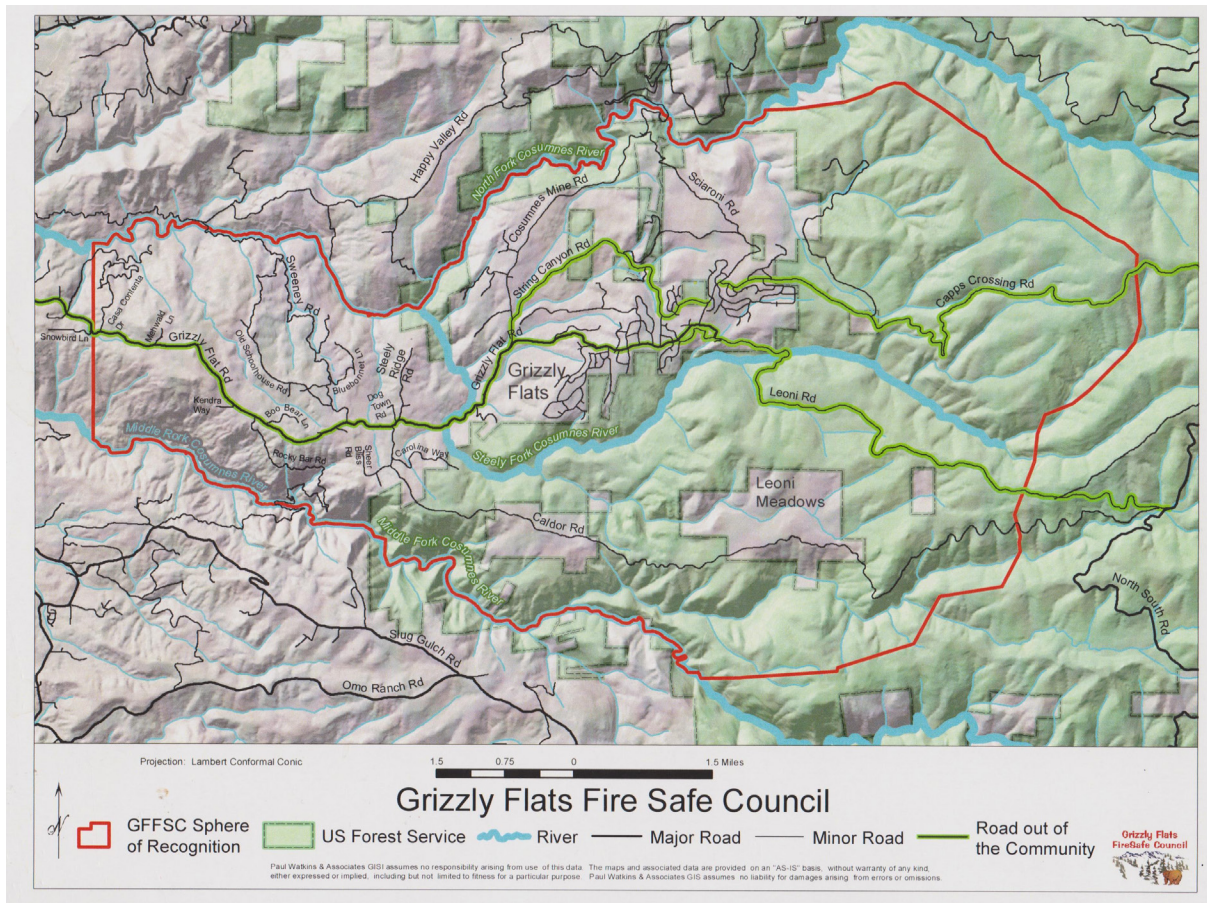 Happy Valley Rd
North Fork Cosumnes River
Cosumnes Mine Rd
Sciaroni Rd
String Canyon Rd
Sweeney Rd
Casa Contenta
Dr
Meriwald
Ln
Capps Crossing Rd
Snowbird Ln
Grizzly Flat Rd
Old Schoolhouse Rd
Bluebonnet Ln
Steely
Ridge
Rd
Grizzly Flat Rd
Grizzly
Flats
Kendra
Way
Boo Bear
Ln
Dog
Town
Rd
Leoni Rd
Middle Rork Cosumnes River
Rocky Bar Rd
Sheer
Bliss
Rd
Carolina Way
Steely Fork Cosumnes River
Leoni
Meadows
Caldor Rd
Middle Fork Cosumnes River
North South Rd
Slug Gulch Rd
Omo Ranch Rd
Projection: Lambert Conformal Conic
1.5 0.75 0 1.5 Miles
N
Grizzly Flats Fire Safe Council
GFFSC Sphere
of Recognition
US Forest Service
River
Major Road
Minor Road
Road out of
the Community
Grizzly Flats
FireSafe Council
Paul Watkins & Associates GISI assumes no responsibility arising from use of this data. The maps and associated data are provided on an "AS-IS" basis, without warranty of any kind,
either expressed or implied, including but not limited to fitness for a particular purpose. Paul Watkins & Associates GIS assumes no liability for damages arising from errors or omissions.